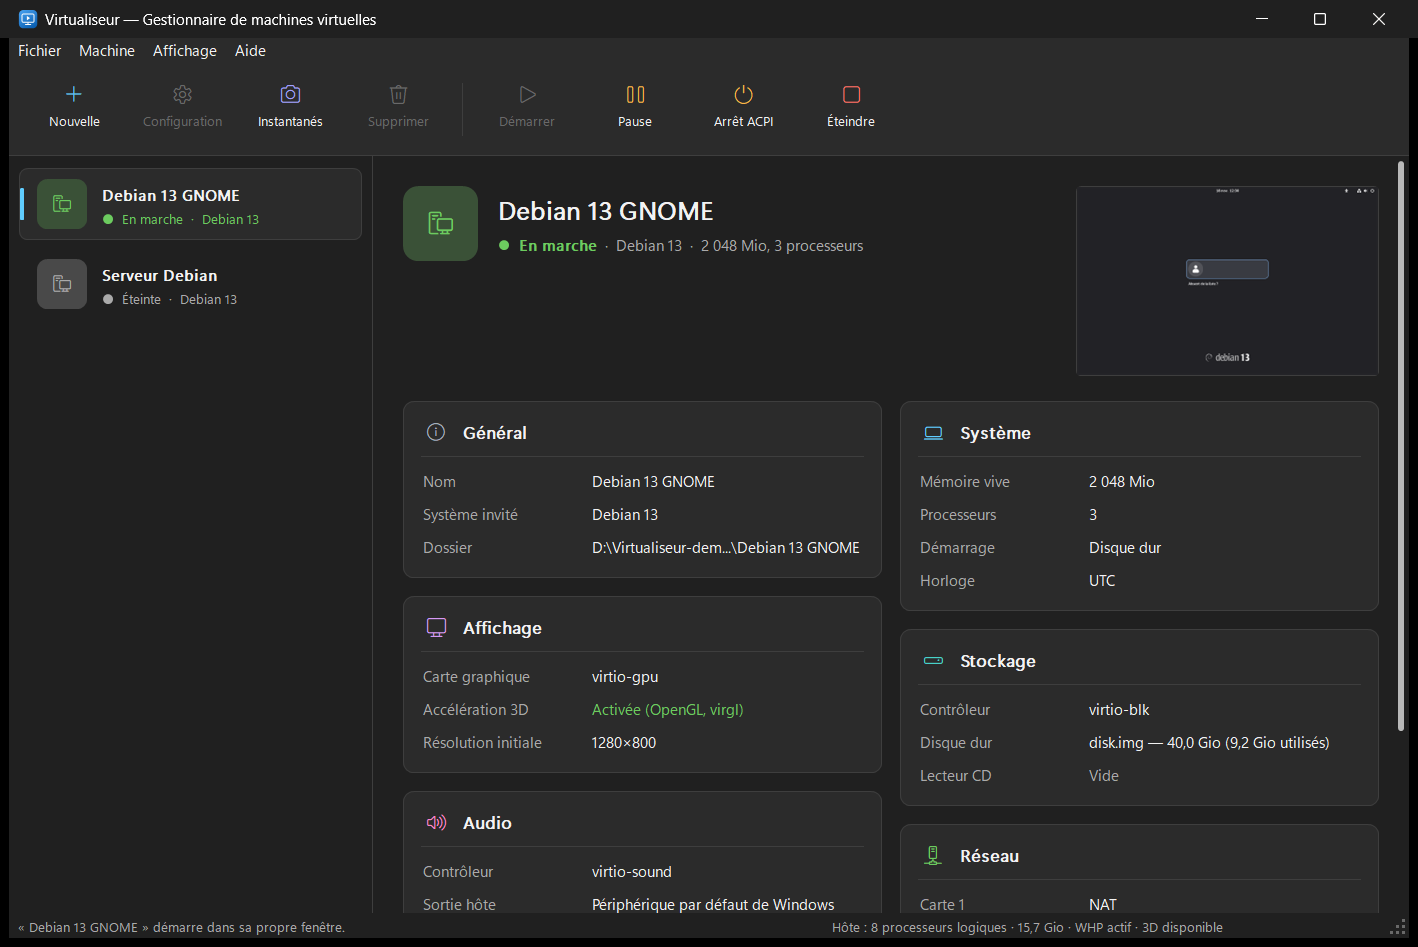 Virtualiseur — Gestionnaire de machines virtuelles
Fichier Machine Affichage Aide
Nouvelle Configuration Instantanés Supprimer Démarrer Pause Arrêt ACPI Éteindre
Debian 13 GNOME
En marche · Debian 13
Serveur Debian
Éteinte · Debian 13
Debian 13 GNOME
En marche · Debian 13 · 2 048 Mio, 3 processeurs
debian 13
Général
Nom Debian 13 GNOME
Système invité Debian 13
Dossier D:\Virtualiseur-dem...\Debian 13 GNOME
Affichage
Carte graphique virtio-gpu
Accélération 3D Activée (OpenGL, virgl)
Résolution initiale 1280×800
Audio
Contrôleur virtio-sound
Sortie hôte Périphérique par défaut de Windows
Système
Mémoire vive 2 048 Mio
Processeurs 3
Démarrage Disque dur
Horloge UTC
Stockage
Contrôleur virtio-blk
Disque dur disk.img — 40,0 Gio (9,2 Gio utilisés)
Lecteur CD Vide
Réseau
Carte 1 NAT
« Debian 13 GNOME » démarre dans sa propre fenêtre.
Hôte : 8 processeurs logiques · 15,7 Gio · WHP actif · 3D disponible